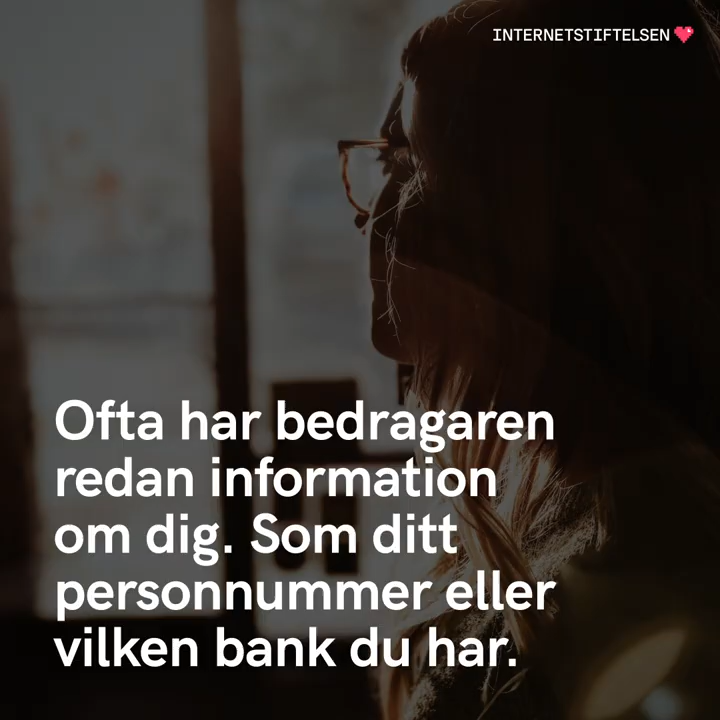 INTERNETSTIFTELSEN
Ofta har bedragaren
redan information
om dig. Som ditt
personnummer eller
vilken bank du har.